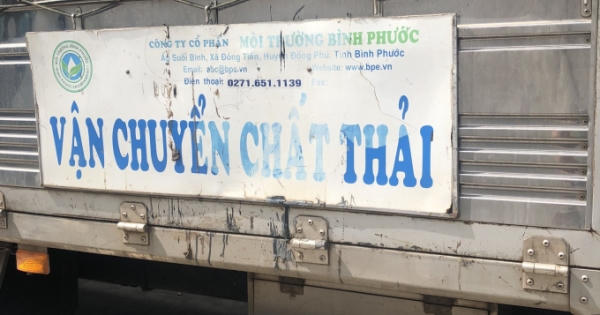 CÔNG TY CỔ PHẦN MÔI TRƯỜNG BÌNH PHƯỚC
Ấp Suối Binh, Xã Đồng Tiến, Huyện Đồng Phú, Tỉnh Bình Phước
Email: abc@bpe.vn Website: www.bpe.vn
Điện thoại: 0271.651.1139 Fax:
VẬN CHUYỂN CHẤT THẢI